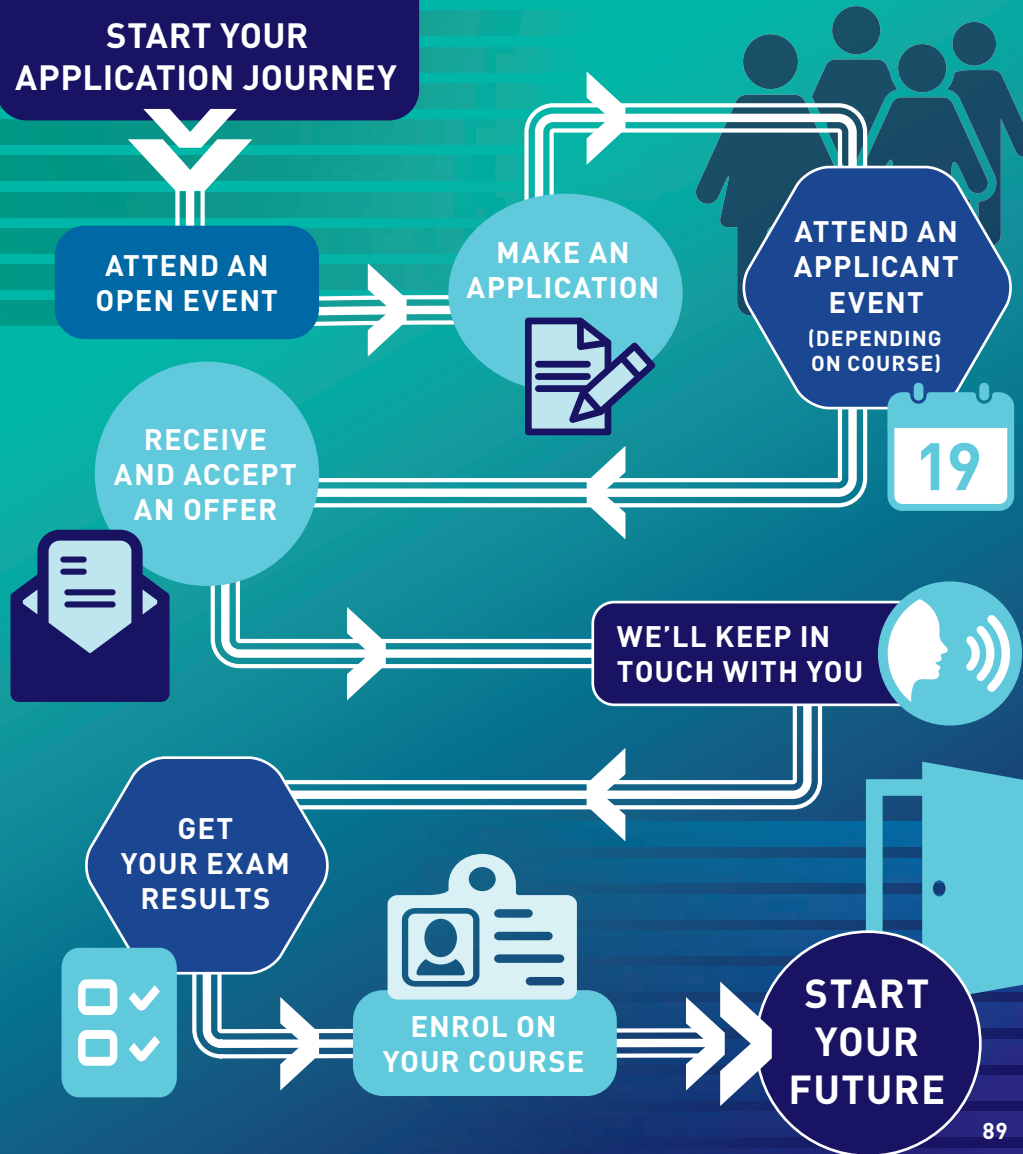 START YOUR
APPLICATION JOURNEY
ATTEND AN
OPEN EVENT
MAKE AN
APPLICATION
ATTEND AN
APPLICANT
EVENT
(DEPENDING
ON COURSE)
19
RECEIVE
AND ACCEPT
AN OFFER
WE'LL KEEP IN
TOUCH WITH YOU
GET
YOUR EXAM
RESULTS
ENROL ON
YOUR COURSE
START
YOUR
FUTURE
89